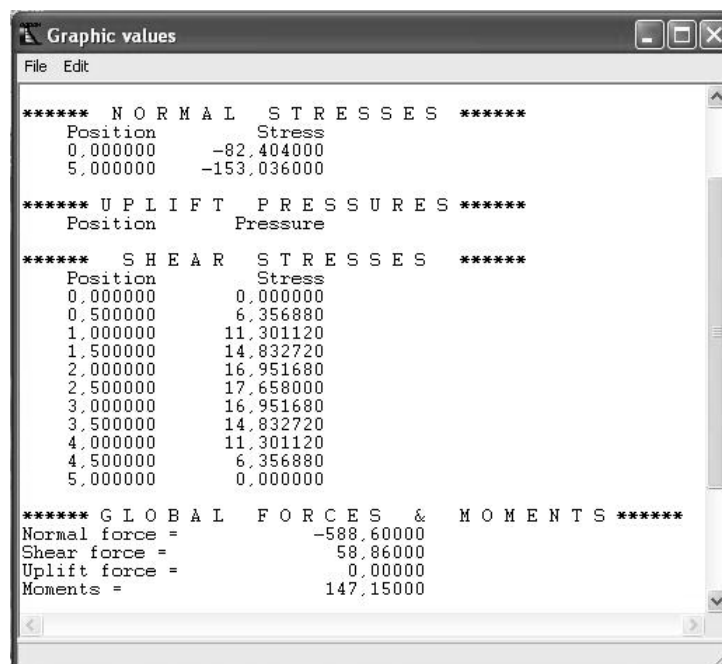 Graphic values
File Edit
****** N O R M A L S T R E S S E S ******
Position Stress
0,000000 -82,404000
5,000000 -153,036000
****** U P L I F T P R E S S U R E S ******
Position Pressure
****** S H E A R S T R E S S E S ******
Position Stress
0,000000 0,000000
0,500000 6,356880
1,000000 11,301120
1,500000 14,832720
2,000000 16,951680
2,500000 17,658000
3,000000 16,951680
3,500000 14,832720
4,000000 11,301120
4,500000 6,356880
5,000000 0,000000
****** G L O B A L F O R C E S & M O M E N T S ******
Normal force = -588,60000
Shear force = 58,86000
Uplift force = 0,00000
Moments = 147,15000